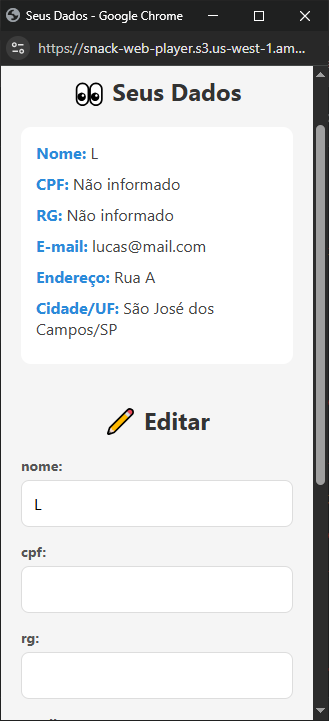 Seus Dados - Google Chrome
https://snack-web-player.s3.us-west-1.am...
Seus Dados
Nome: L
CPF: Não informado
RG: Não informado
E-mail: lucas@mail.com
Endereço: Rua A
Cidade/UF: São José dos
Campos/SP
Editar
nome:
L
cpf:
rg: